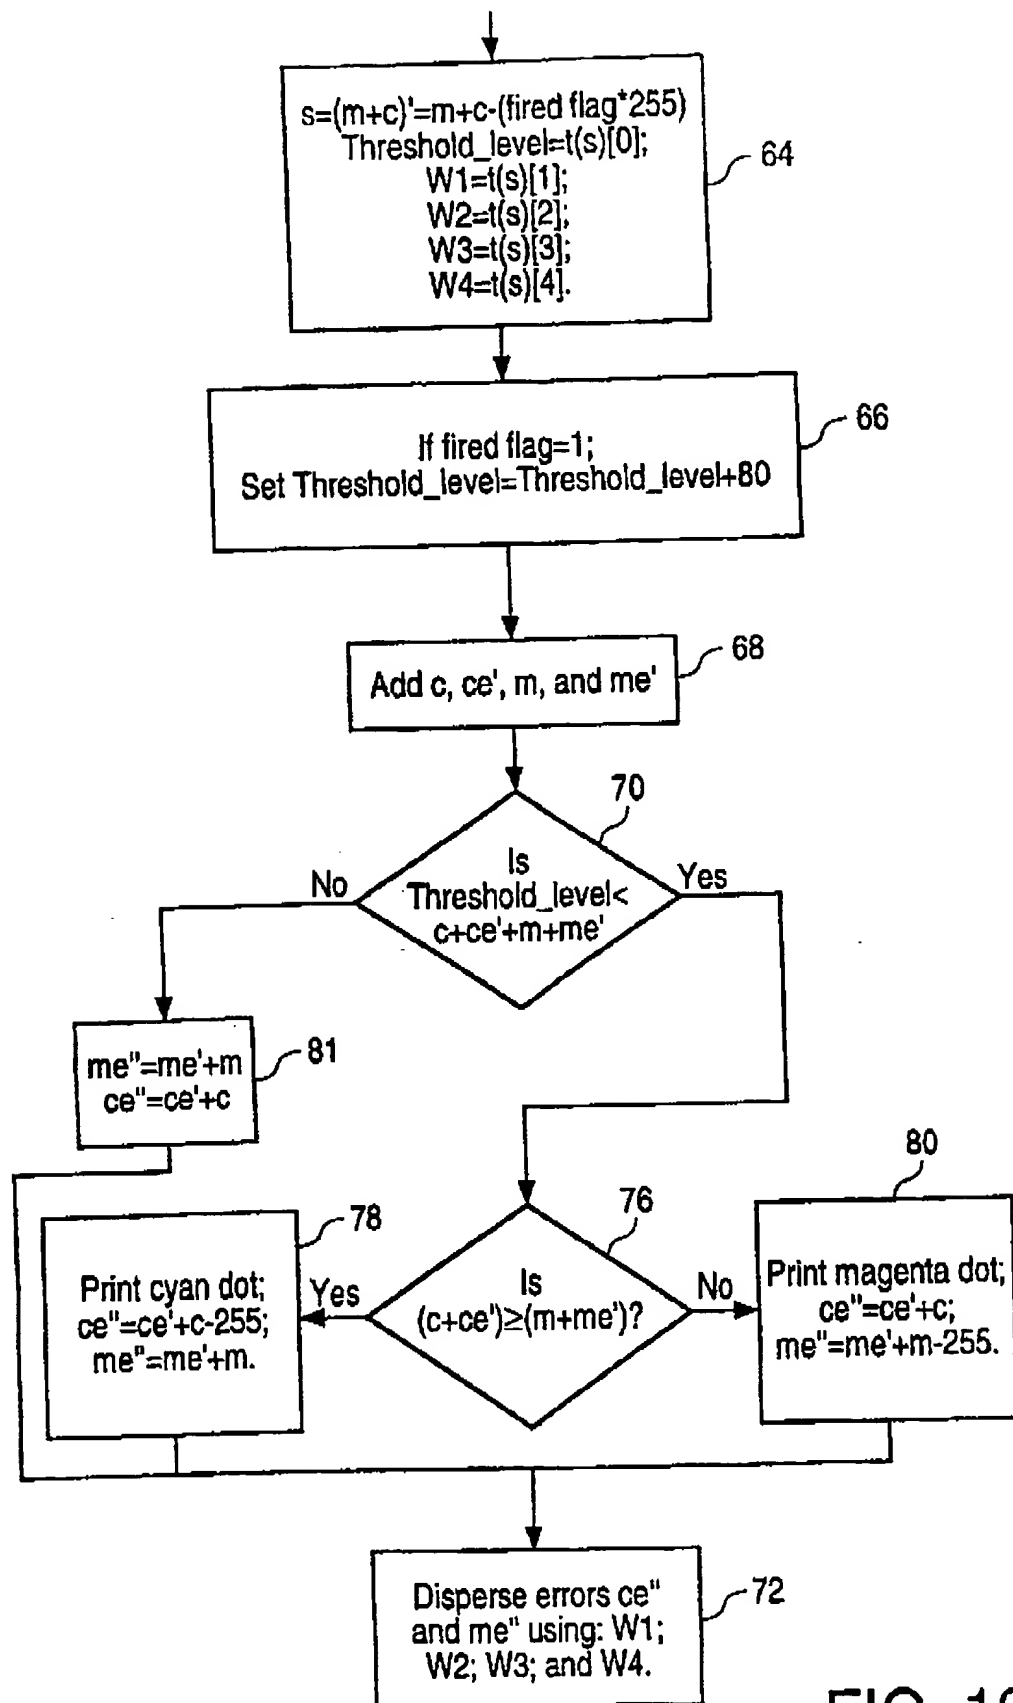 s=(m+c)'=m+c-(fired flag*255)
Threshold_level=t(s)[0];
W1=t(s)[1];
W2=t(s)[2];
W3=t(s)[3];
W4=t(s)[4].
64
If fired flag=1;
Set Threshold_level=Threshold_level+80
66
Add c, ce', m, and me'
68
70
Is
Threshold_level<
c+ce'+m+me'
No
Yes
me"=me'+m
ce"=ce'+c
81
76
Is
(c+ce')≥(m+me')?
Yes
No
78
Print cyan dot;
ce"=ce'+c-255;
me"=me'+m.
80
Print magenta dot;
ce"=ce'+c;
me"=me'+m-255.
Disperse errors ce"
and me" using: W1;
W2; W3; and W4.
72